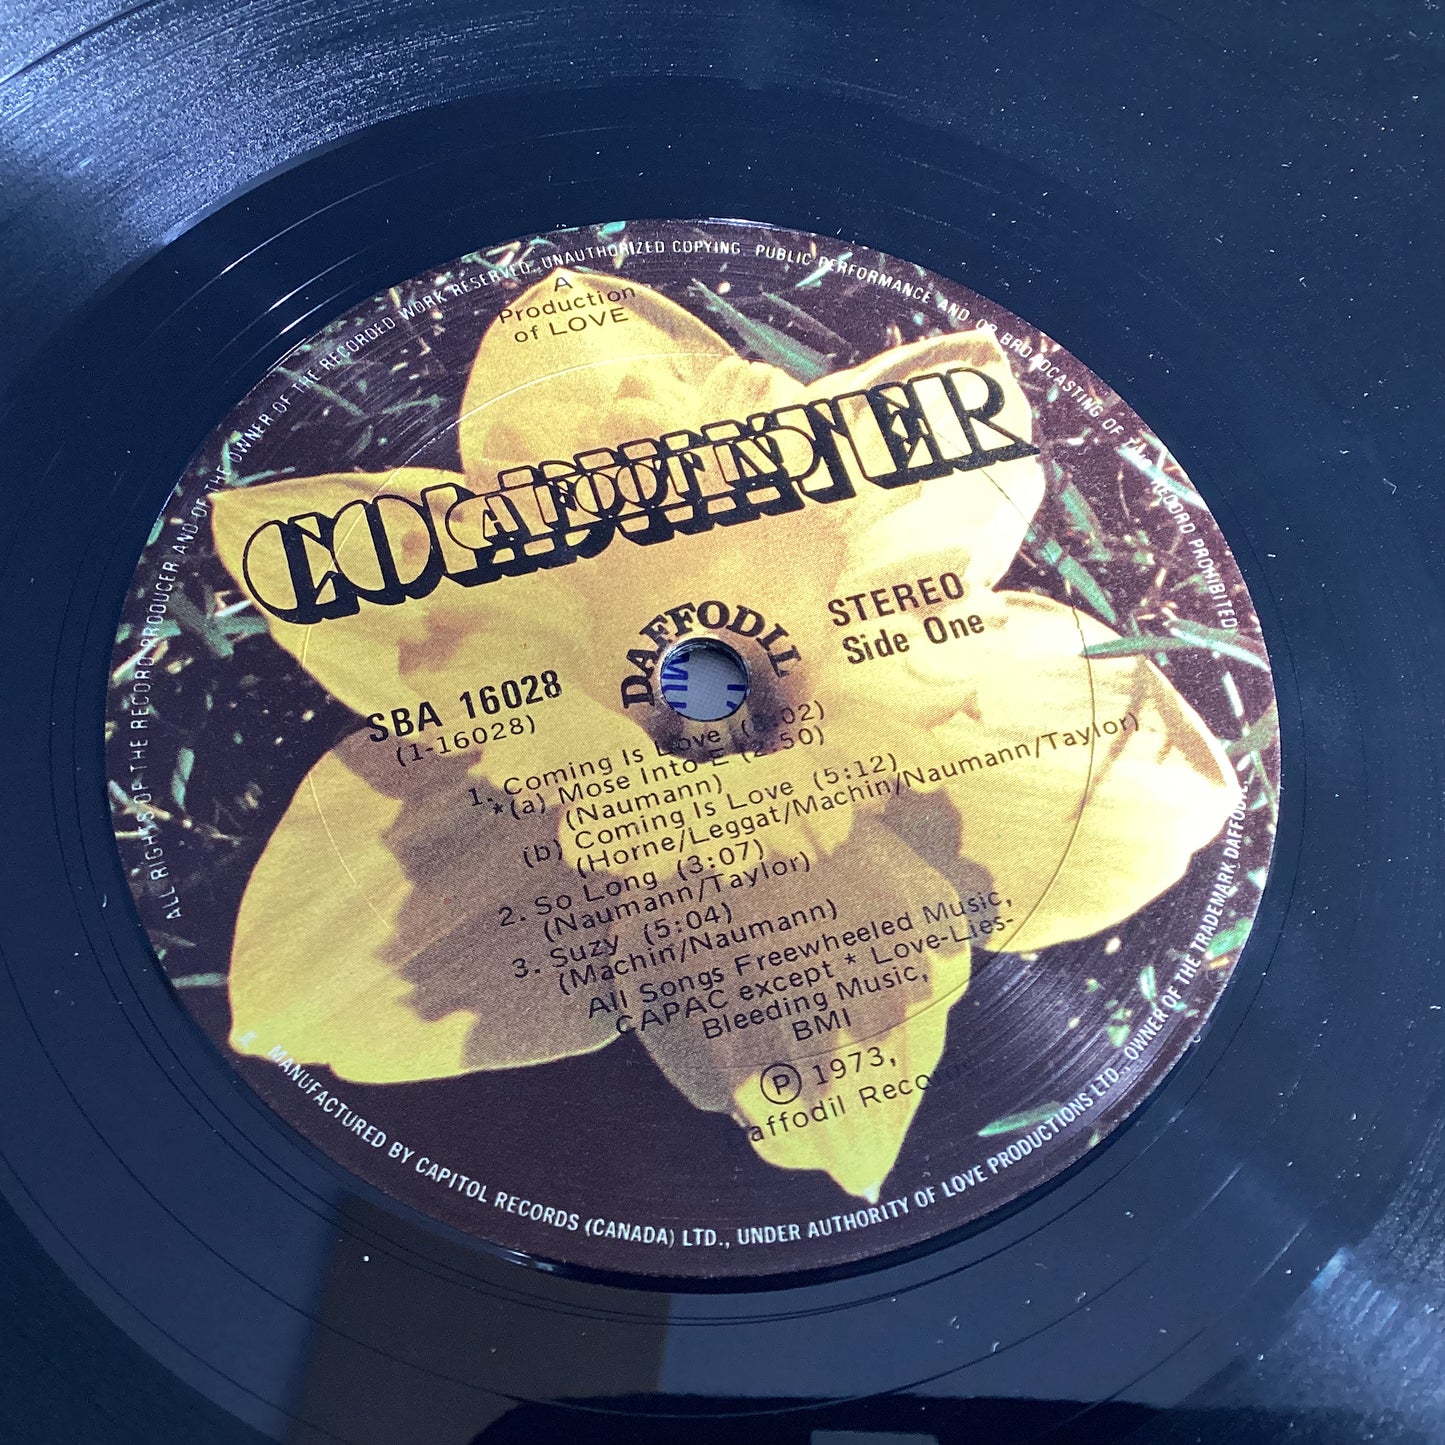 ALL RIGHTS OF THE RECORD PRODUCER AND OF THE OWNER OF THE RECORDED WORK RESERVED. UNAUTHORIZED COPYING, PUBLIC PERFORMANCE AND OR BROADCASTING OF THIS RECORD PROHIBITED
A
Production
of LOVE
A FOOT IN
COLDWATER
DAFFODIL
STEREO
Side One
SBA 16028
(1-16028)
1. Coming Is Love (8:02)
*(a) Mose Into E (2:50)
(Naumann)
(b) Coming Is Love (5:12)
(Horne/Leggat/Machin/Naumann/Taylor)
2. So Long (3:07)
(Naumann/Taylor)
3. Suzy (5:04)
(Machin/Naumann)
All Songs Freewheeled Music,
CAPAC except * Love-Lies-
Bleeding Music,
BMI
Ⓟ 1973,
Daffodil Records
MANUFACTURED BY CAPITOL RECORDS (CANADA) LTD., UNDER AUTHORITY OF LOVE PRODUCTIONS LTD., OWNER OF THE TRADEMARK DAFFODIL